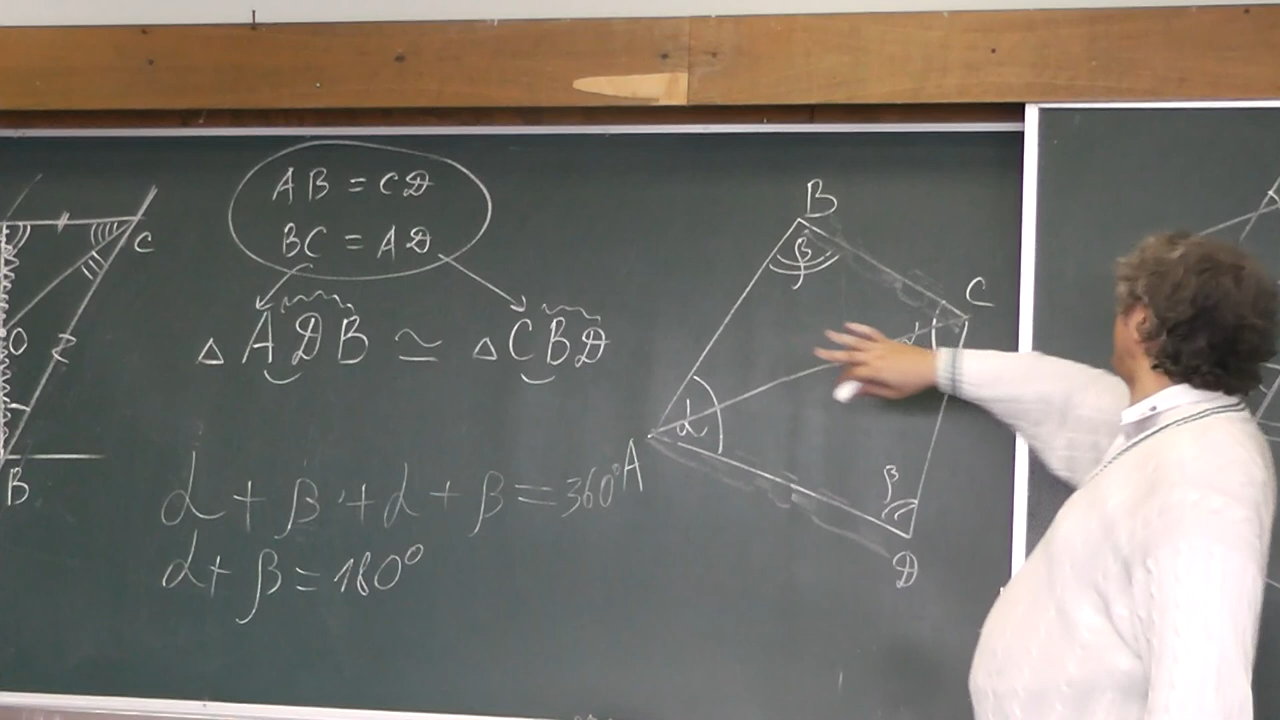 AB = CD
BC = AD
△ADB ≃ △CBD
α + β + α + β = 360°
α + β = 180°
C
O
B
B
β
C
α
A
α
β
D